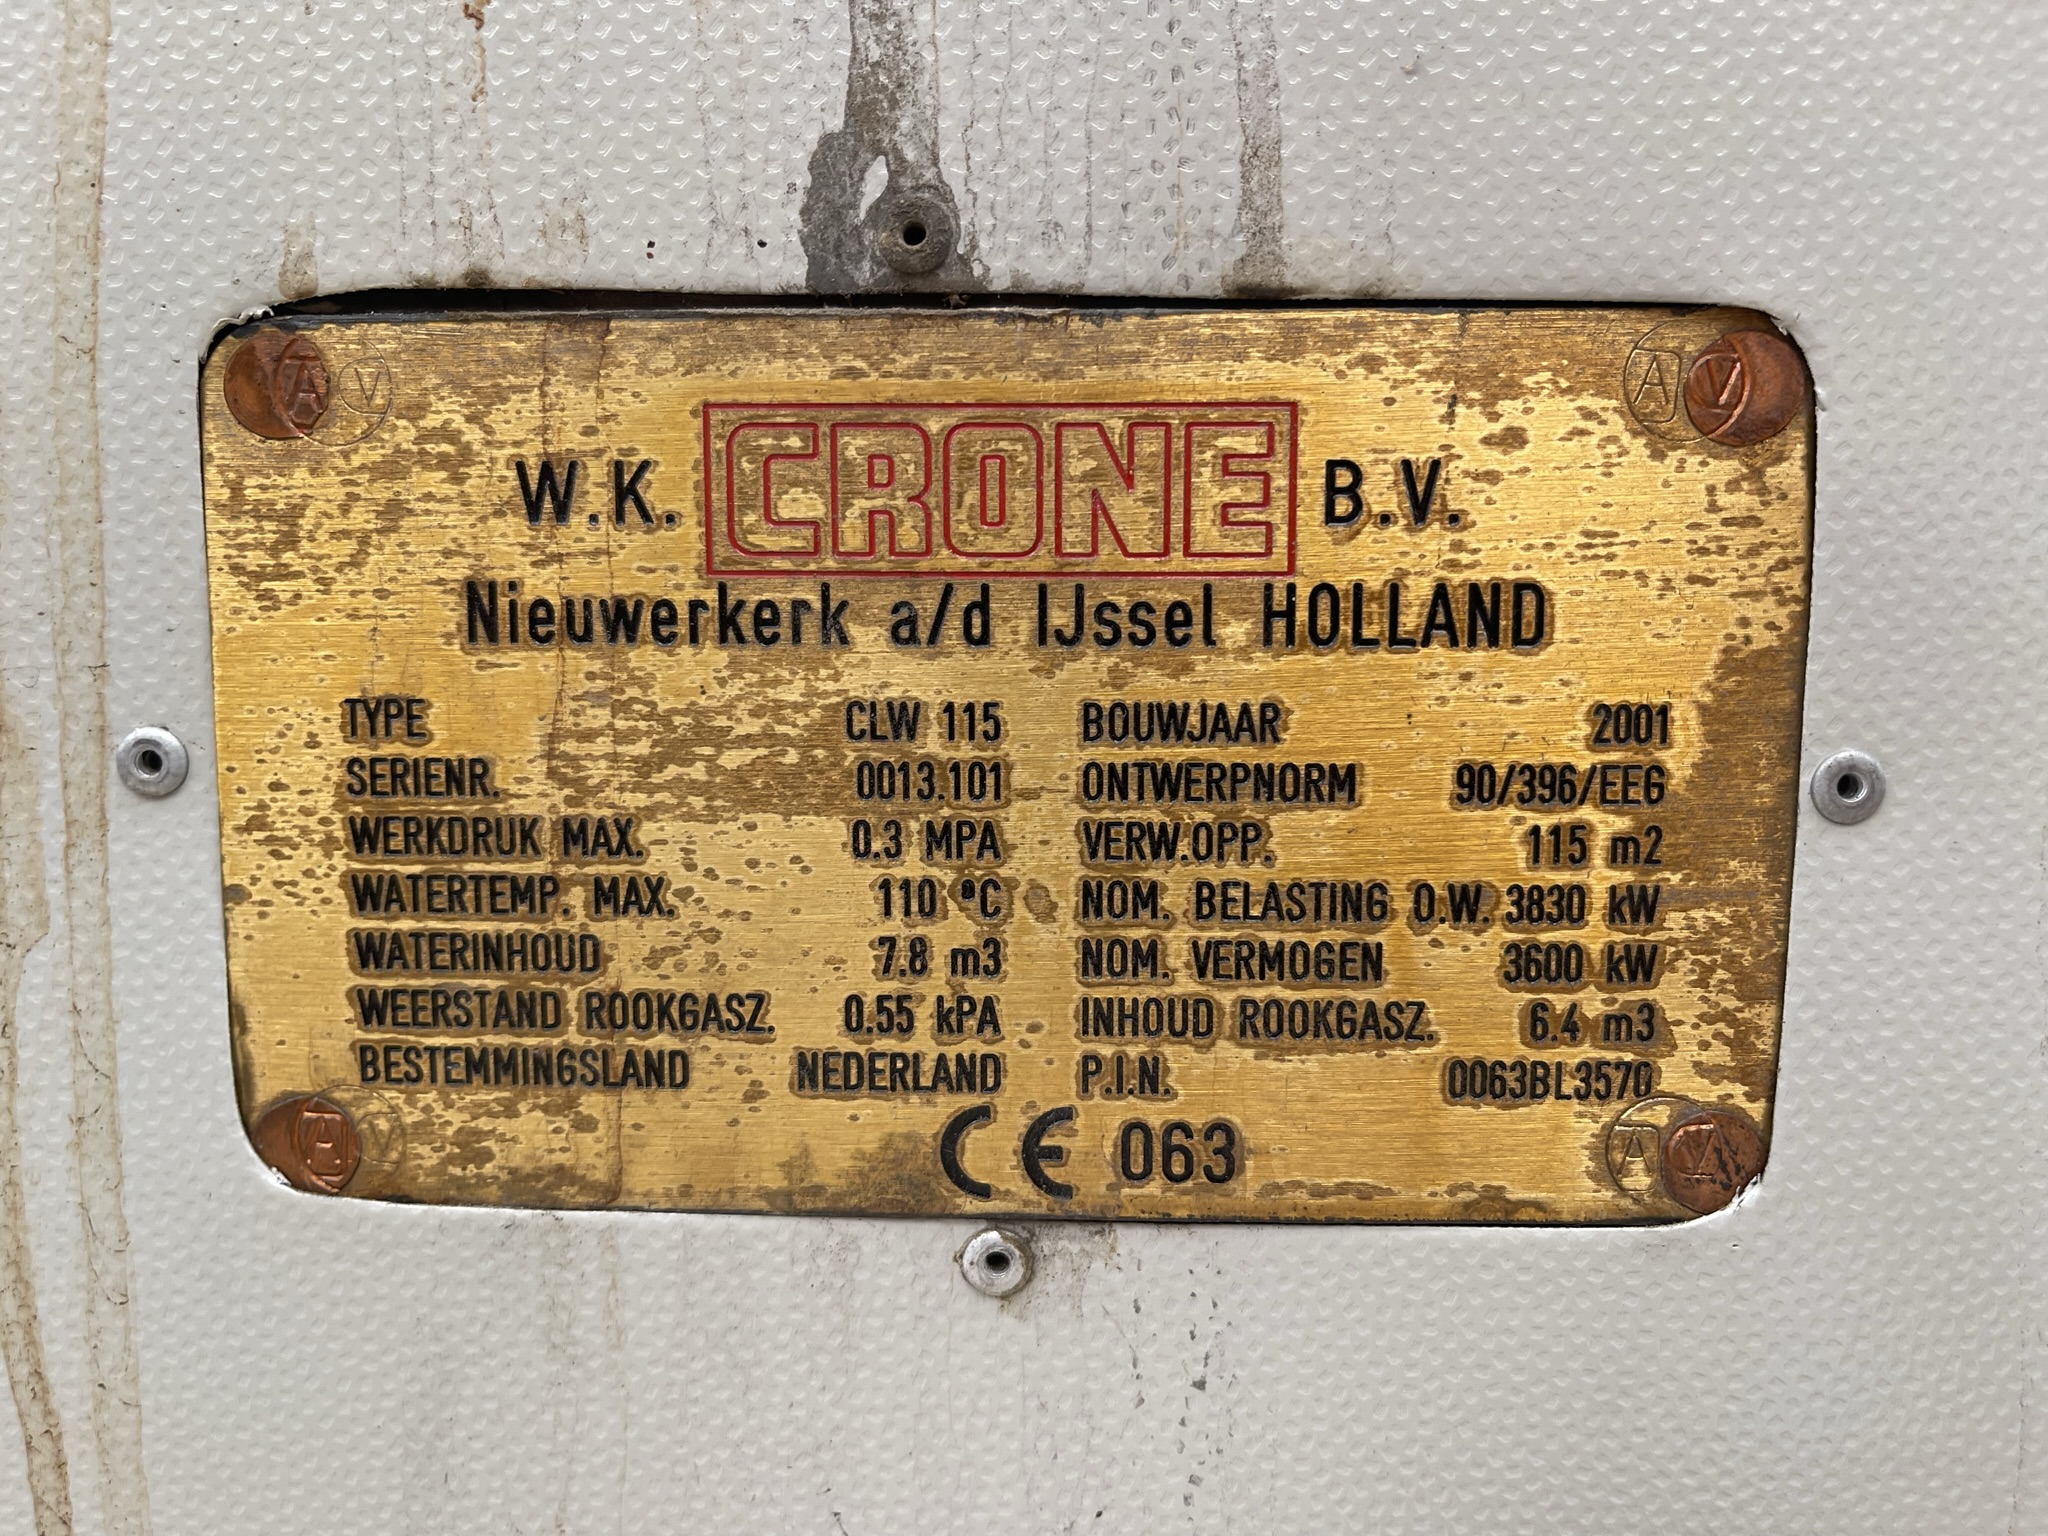 W.K. CRONE B.V.
Nieuwerkerk a/d IJssel HOLLAND
TYPE CLW 115 BOUWJAAR 2001
SERIENR. 0013.101 ONTWERPNORM 90/396/EEG
WERKDRUK MAX. 0.3 MPA VERW.OPP. 115 m2
WATERTEMP. MAX. 110 °C NOM. BELASTING O.W. 3830 kW
WATERINHOUD 7.8 m3 NOM. VERMOGEN 3600 kW
WEERSTAND ROOKGASZ. 0.55 kPA INHOUD ROOKGASZ. 6.4 m3
BESTEMMINGSLAND NEDERLAND P.I.N. 0063BL3570
CE 063
A V
A V
A V
A V